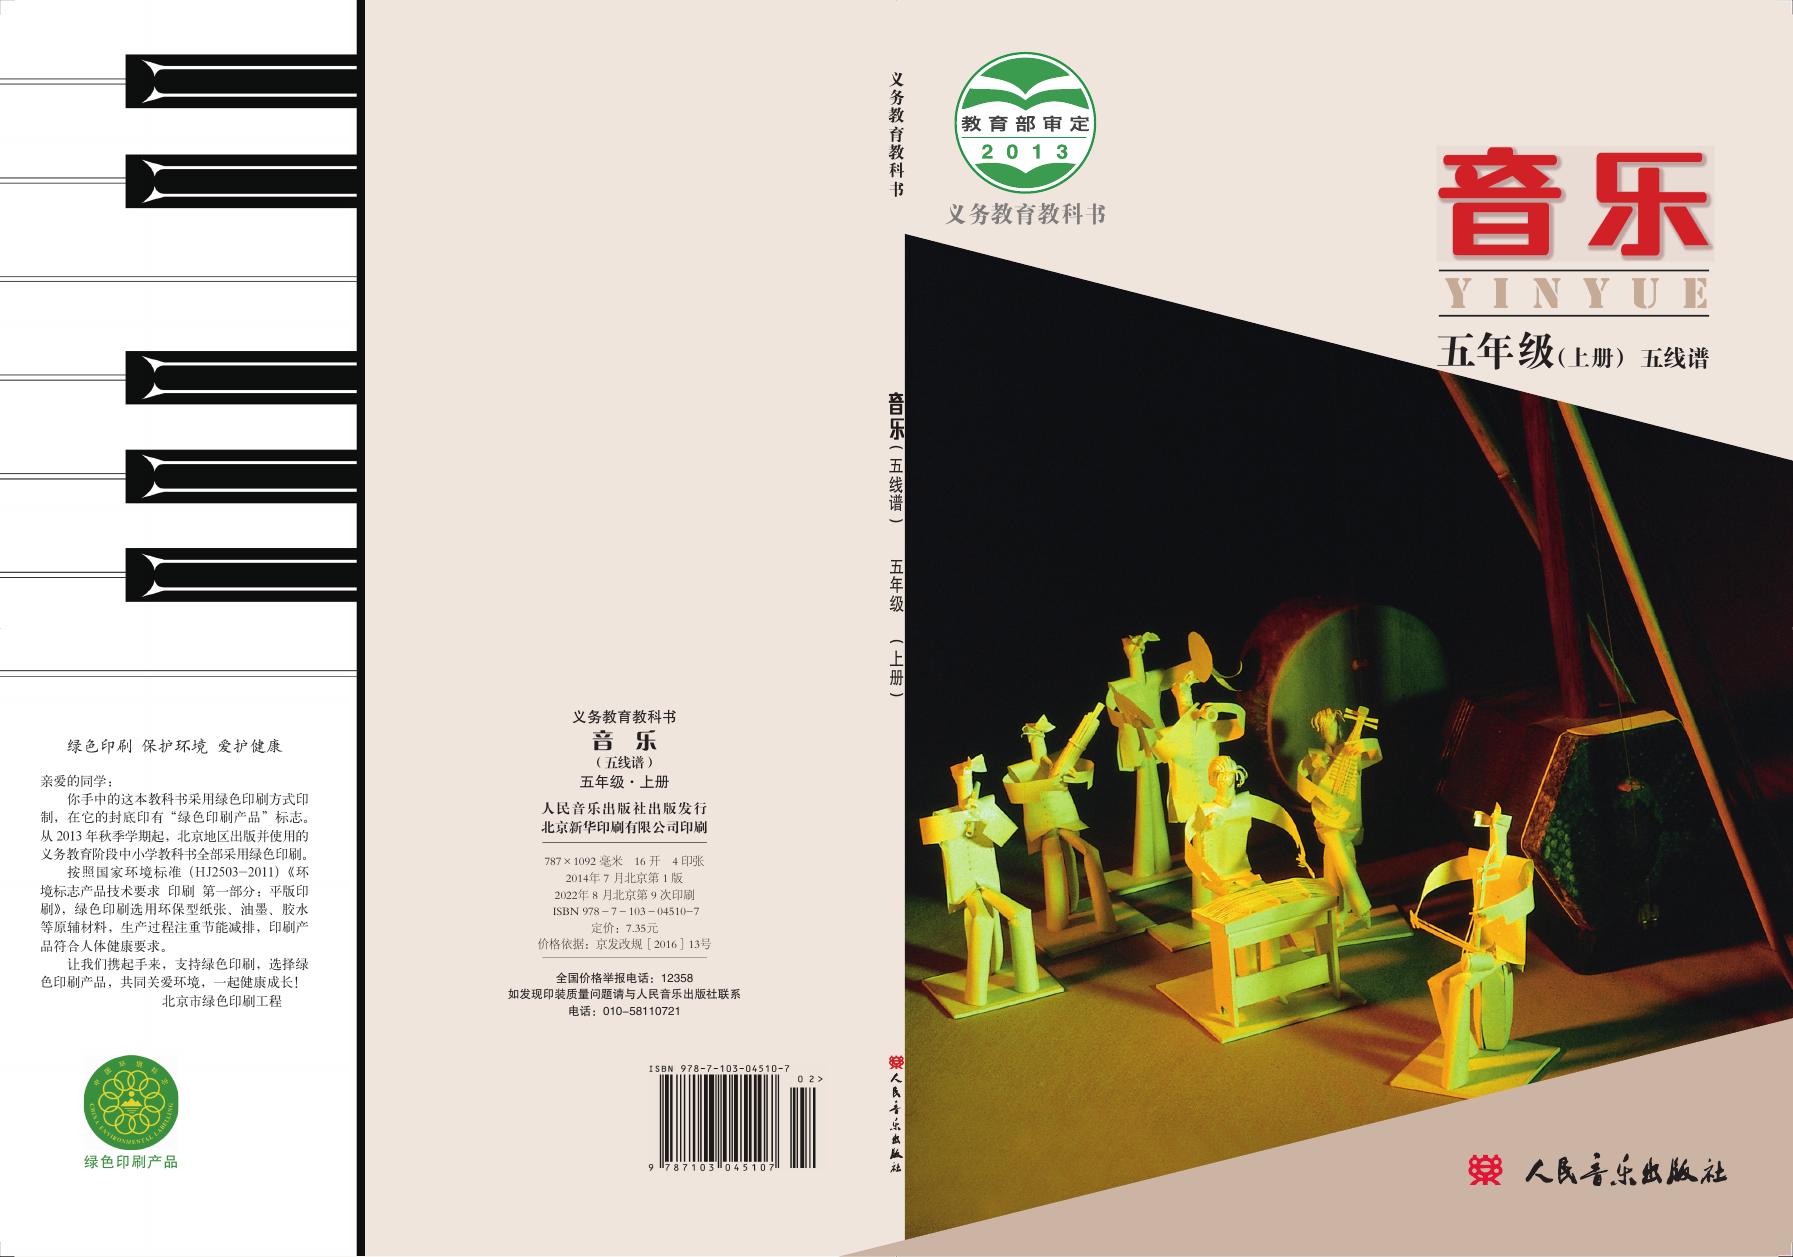 绿色印刷 保护环境 爱护健康
亲爱的同学：
你手中的这本教科书采用绿色印刷方式印
制，在它的封底印有“绿色印刷产品”标志。
从 2013 年秋季学期起，北京地区出版并使用的
义务教育阶段中小学教科书全部采用绿色印刷。
按照国家环境标准（HJ2503-2011）《环
境标志产品技术要求 印刷 第一部分：平版印
刷》，绿色印刷选用环保型纸张、油墨、胶水
等原辅材料，生产过程注重节能减排，印刷产
品符合人体健康要求。
让我们携起手来，支持绿色印刷，选择绿
色印刷产品，共同关爱环境，一起健康成长！
北京市绿色印刷工程
中国环境标志
CHINA ENVIRONMENTAL LABELLING
绿色印刷产品
义务教育教科书
音 乐
（五线谱）
五年级·上册
人民音乐出版社出版发行
北京新华印刷有限公司印刷
787×1092 毫米 16 开 4 印张
2014年 7 月北京第 1 版
2022年 8 月北京第 9 次印刷
ISBN 978-7-103-04510-7
定价：7.35元
价格依据：京发改规［2016］13号
全国价格举报电话：12358
如发现印装质量问题请与人民音乐出版社联系
电话：010-58110721
ISBN 978-7-103-04510-7
02>
9 787103 045107
义务教育教科书
音乐（五线谱） 五年级 （上册）
人民音乐出版社
教育部审定
2013
义务教育教科书
音乐
YINYUE
五年级（上册） 五线谱
人民音乐出版社